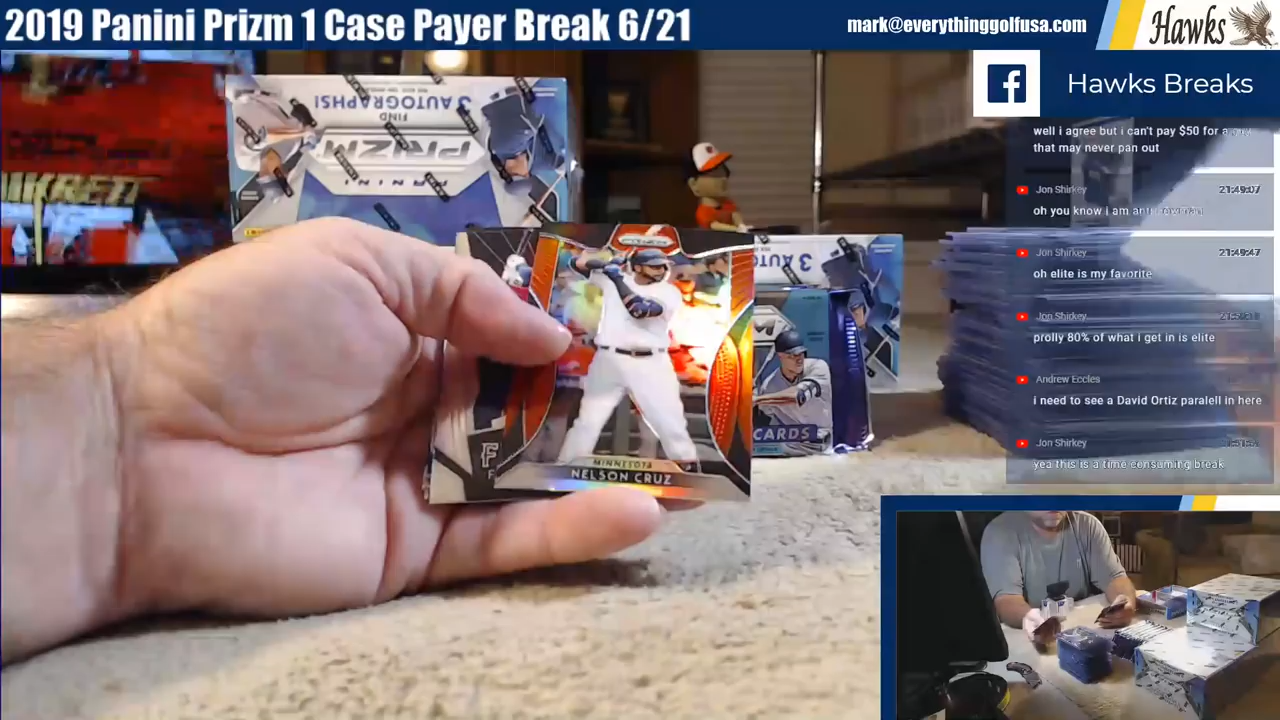 2019 Panini Prizm 1 Case Payer Break 6/21
mark@everythinggolfusa.com
Hawks
Hawks Breaks
well i agree but i can't pay $50 for a
that may never pan out
Jon Shirkey 21:49:07
oh you know i am
Jon Shirkey 21:49:47
oh elite is my favorite
Jon Shirkey
prolly 80% of what i get in is elite
Andrew Eccles
i need to see a David Ortiz paralell in here
Jon Shirkey
yea this is a time consuming break
3 AUTOGRAPHS!
FIND
PRIZM
PANINI
3 AUTO
CARDS
PRIZM
MINNESOTA
NELSON CRUZ
F